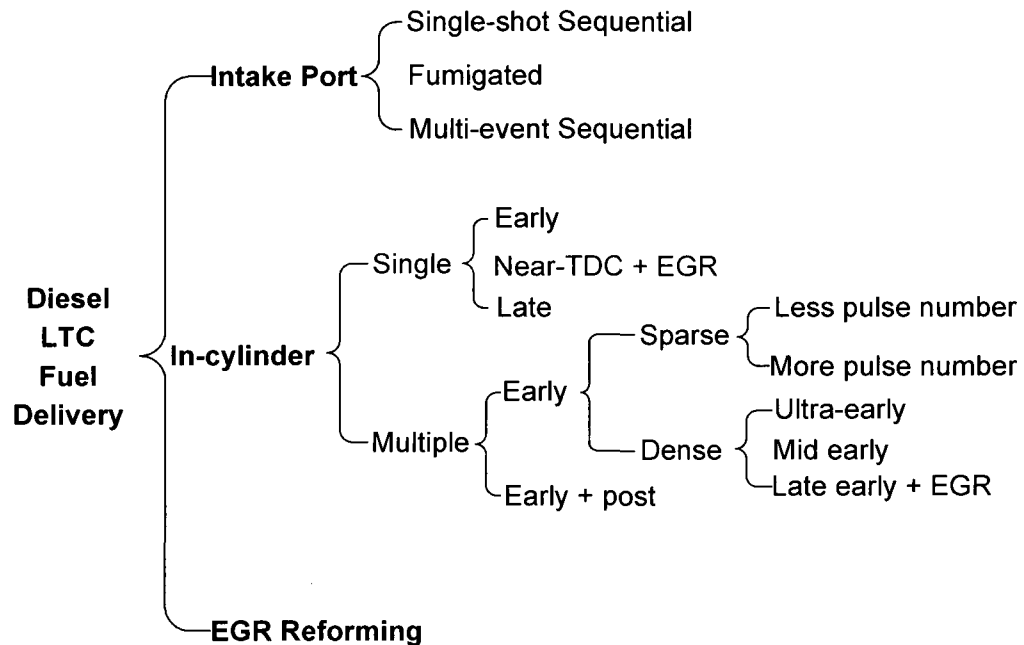 Diesel
LTC
Fuel
Delivery
Intake Port
Single-shot Sequential
Fumigated
Multi-event Sequential
In-cylinder
Single
Early
Near-TDC + EGR
Late
Multiple
Early
Sparse
Less pulse number
More pulse number
Dense
Ultra-early
Mid early
Late early + EGR
Early + post
EGR Reforming